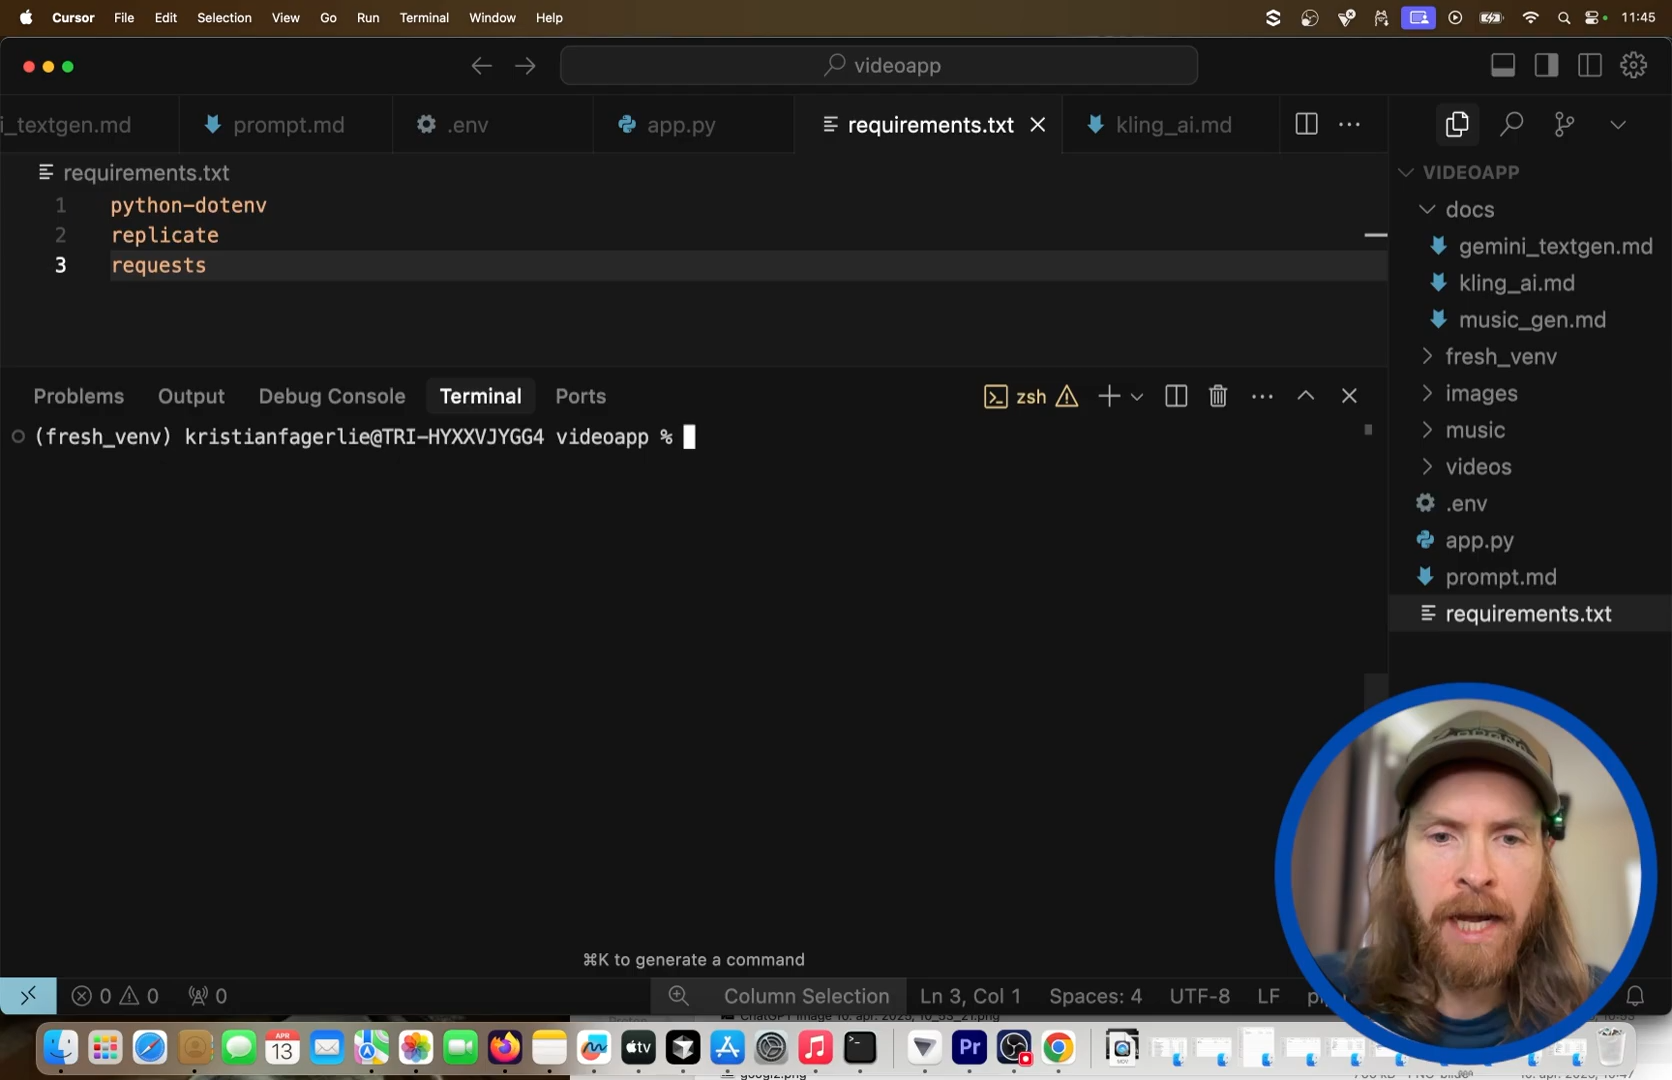 Cursor File Edit Selection View Go Run Terminal Window Help 11:45
videoapp
i_textgen.md prompt.md .env app.py requirements.txt kling_ai.md
requirements.txt
1 python-dotenv
2 replicate
3 requests
Problems Output Debug Console Terminal Ports zsh
(fresh_venv) kristianfagerlie@TRI-HYXXVJYGG4 videoapp %
⌘K to generate a command
VIDEOAPP
docs
gemini_textgen.md
kling_ai.md
music_gen.md
fresh_venv
images
music
videos
.env
app.py
prompt.md
requirements.txt
0 0 0 Column Selection Ln 3, Col 1 Spaces: 4 UTF-8 LF
APR
13
tv
Pr